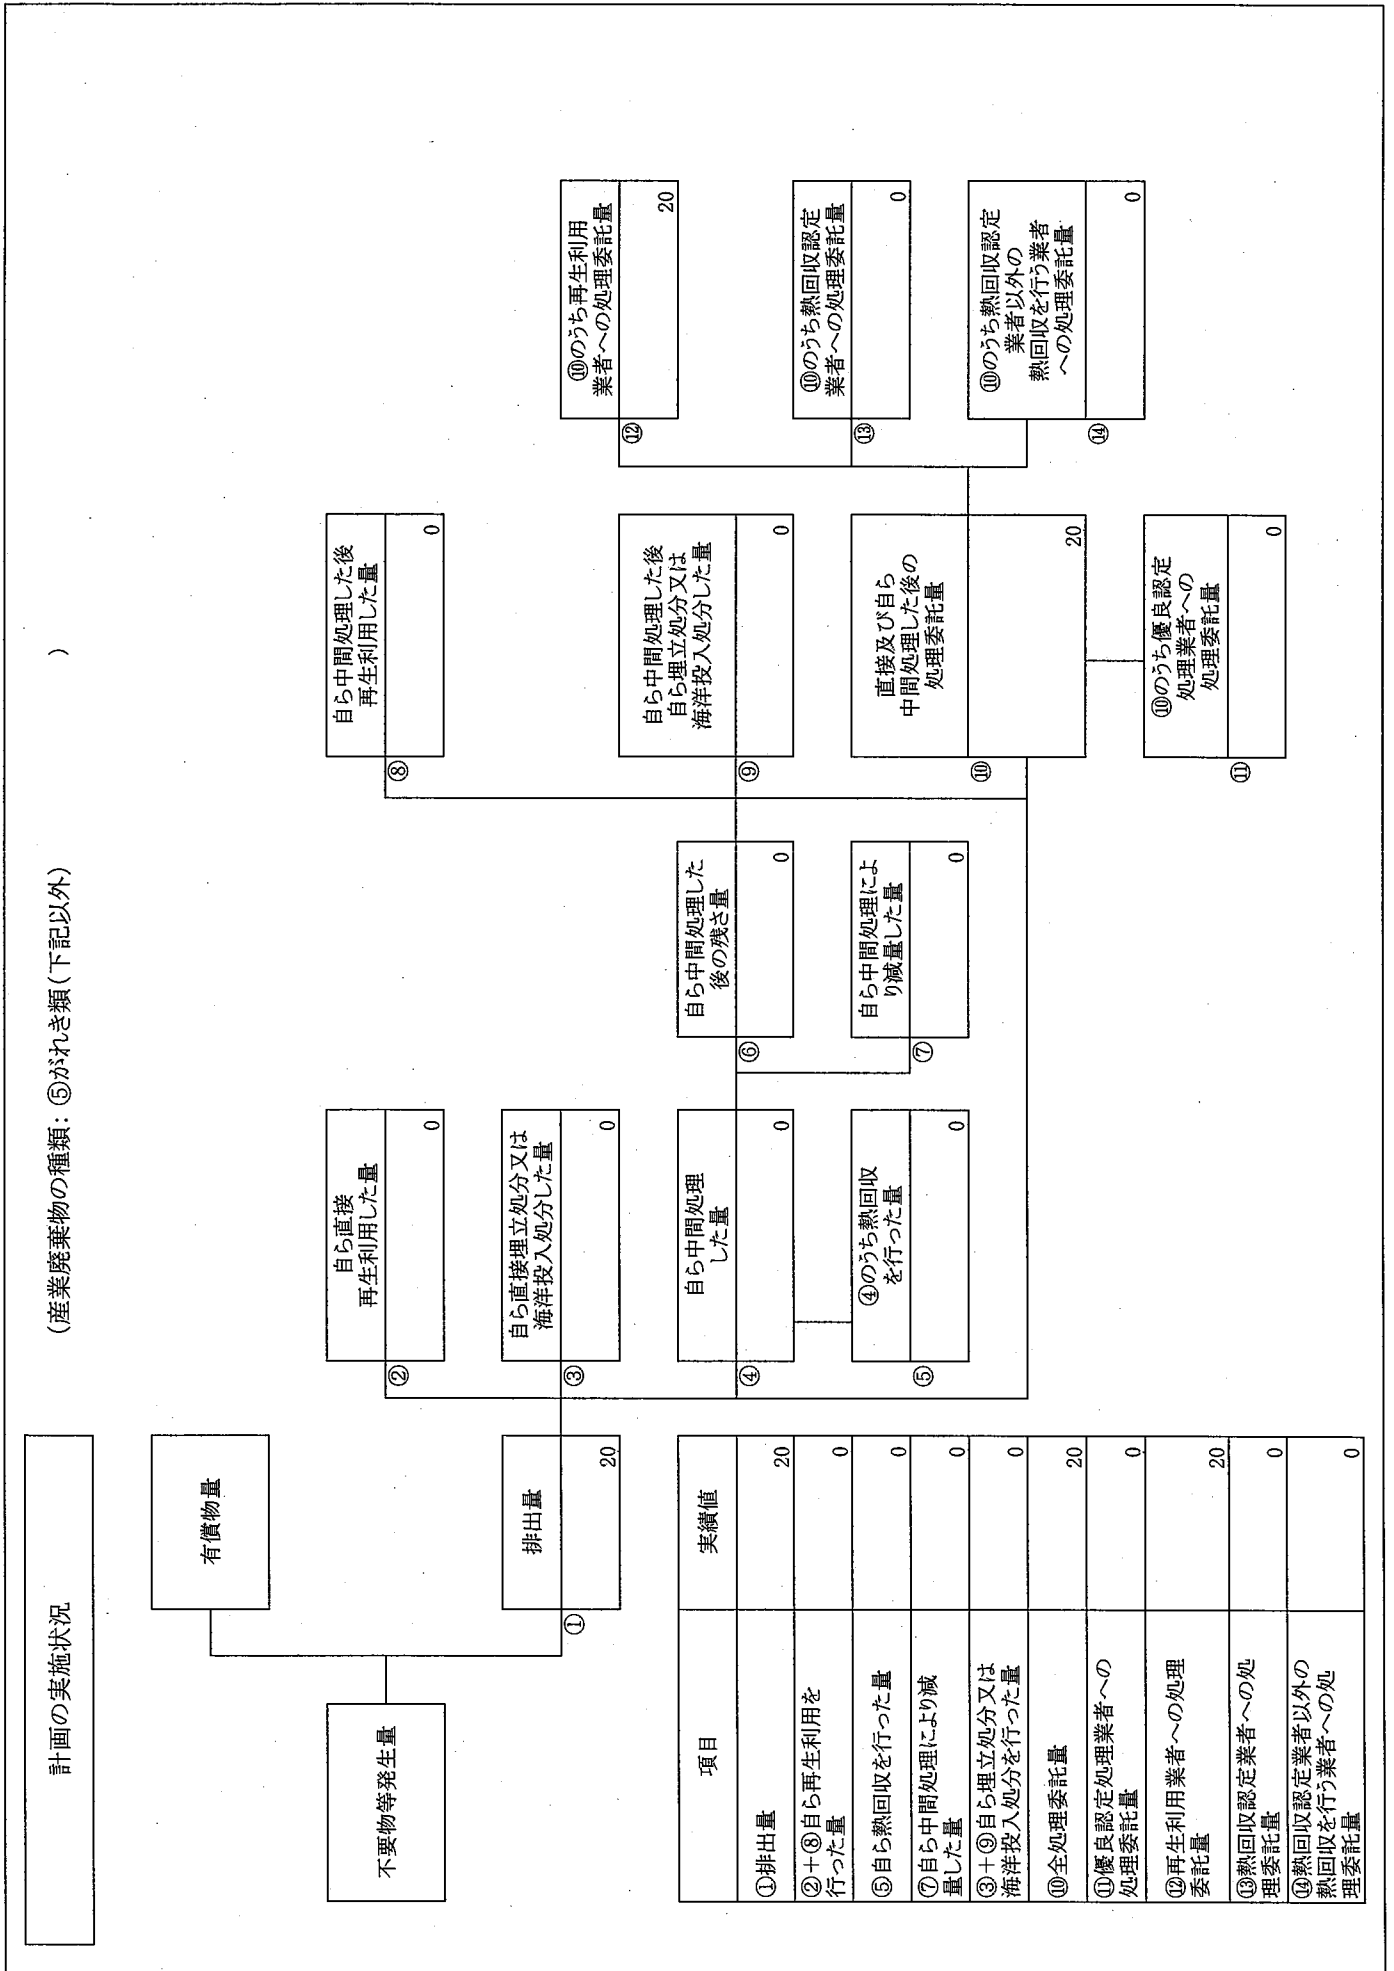 計画の実施状況
(産業廃棄物の種類：⑤がれき類(下記以外)
)
不要物等発生量
有償物量
排出量
①
20
自ら直接
再生利用した量
②
0
自ら直接埋立処分又は
海洋投入処分した量
③
0
自ら中間処理
した量
④
0
④のうち熱回収
を行った量
⑤
0
自ら中間処理した
後の残さ量
⑥
0
自ら中間処理によ
り減量した量
⑦
0
自ら中間処理した後
再生利用した量
⑧
0
自ら中間処理した後
自ら埋立処分又は
海洋投入処分した量
⑨
0
直接及び自ら
中間処理した後の
処理委託量
⑩
20
⑩のうち優良認定
処理業者への
処理委託量
⑪
0
⑩のうち再生利用
業者への処理委託量
⑫
20
⑩のうち熱回収認定
業者への処理委託量
⑬
0
⑩のうち熱回収認定
業者以外の
熱回収を行う業者
への処理委託量
⑭
0
項目 実績値
①排出量 20
②＋⑧自ら再生利用を
行った量 0
⑤自ら熱回収を行った量 0
⑦自ら中間処理により減
量した量 0
③＋⑨自ら埋立処分又は
海洋投入処分を行った量 0
⑩全処理委託量 20
⑪優良認定処理業者への
処理委託量 0
⑫再生利用業者への処理
委託量 20
⑬熱回収認定業者への処
理委託量 0
⑭熱回収認定業者以外の
熱回収を行う業者への処
理委託量 0